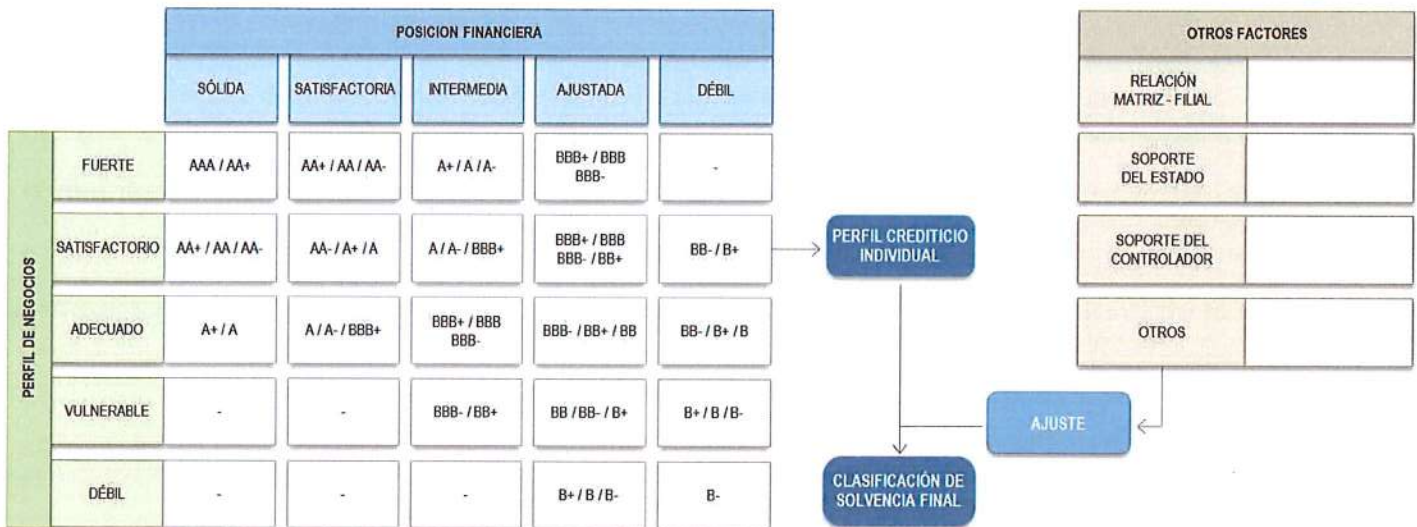 POSICION FINANCIERA
SÓLIDA SATISFACTORIA INTERMEDIA AJUSTADA DÉBIL
PERFIL DE NEGOCIOS
FUERTE AAA / AA+ AA+ / AA / AA- A+ / A / A- BBB+ / BBB
BBB- -
SATISFACTORIO AA+ / AA / AA- AA- / A+ / A A / A- / BBB+ BBB+ / BBB
BBB- / BB+ BB- / B+
ADECUADO A+ / A A / A- / BBB+ BBB+ / BBB
BBB- BBB- / BB+ / BB BB- / B+ / B
VULNERABLE - - BBB- / BB+ BB / BB- / B+ B+ / B / B-
DÉBIL - - - B+ / B / B- B-
PERFIL CREDITICIO
INDIVIDUAL
CLASIFICACIÓN DE
SOLVENCIA FINAL
AJUSTE
OTROS FACTORES
RELACIÓN
MATRIZ - FILIAL
SOPORTE
DEL ESTADO
SOPORTE DEL
CONTROLADOR
OTROS